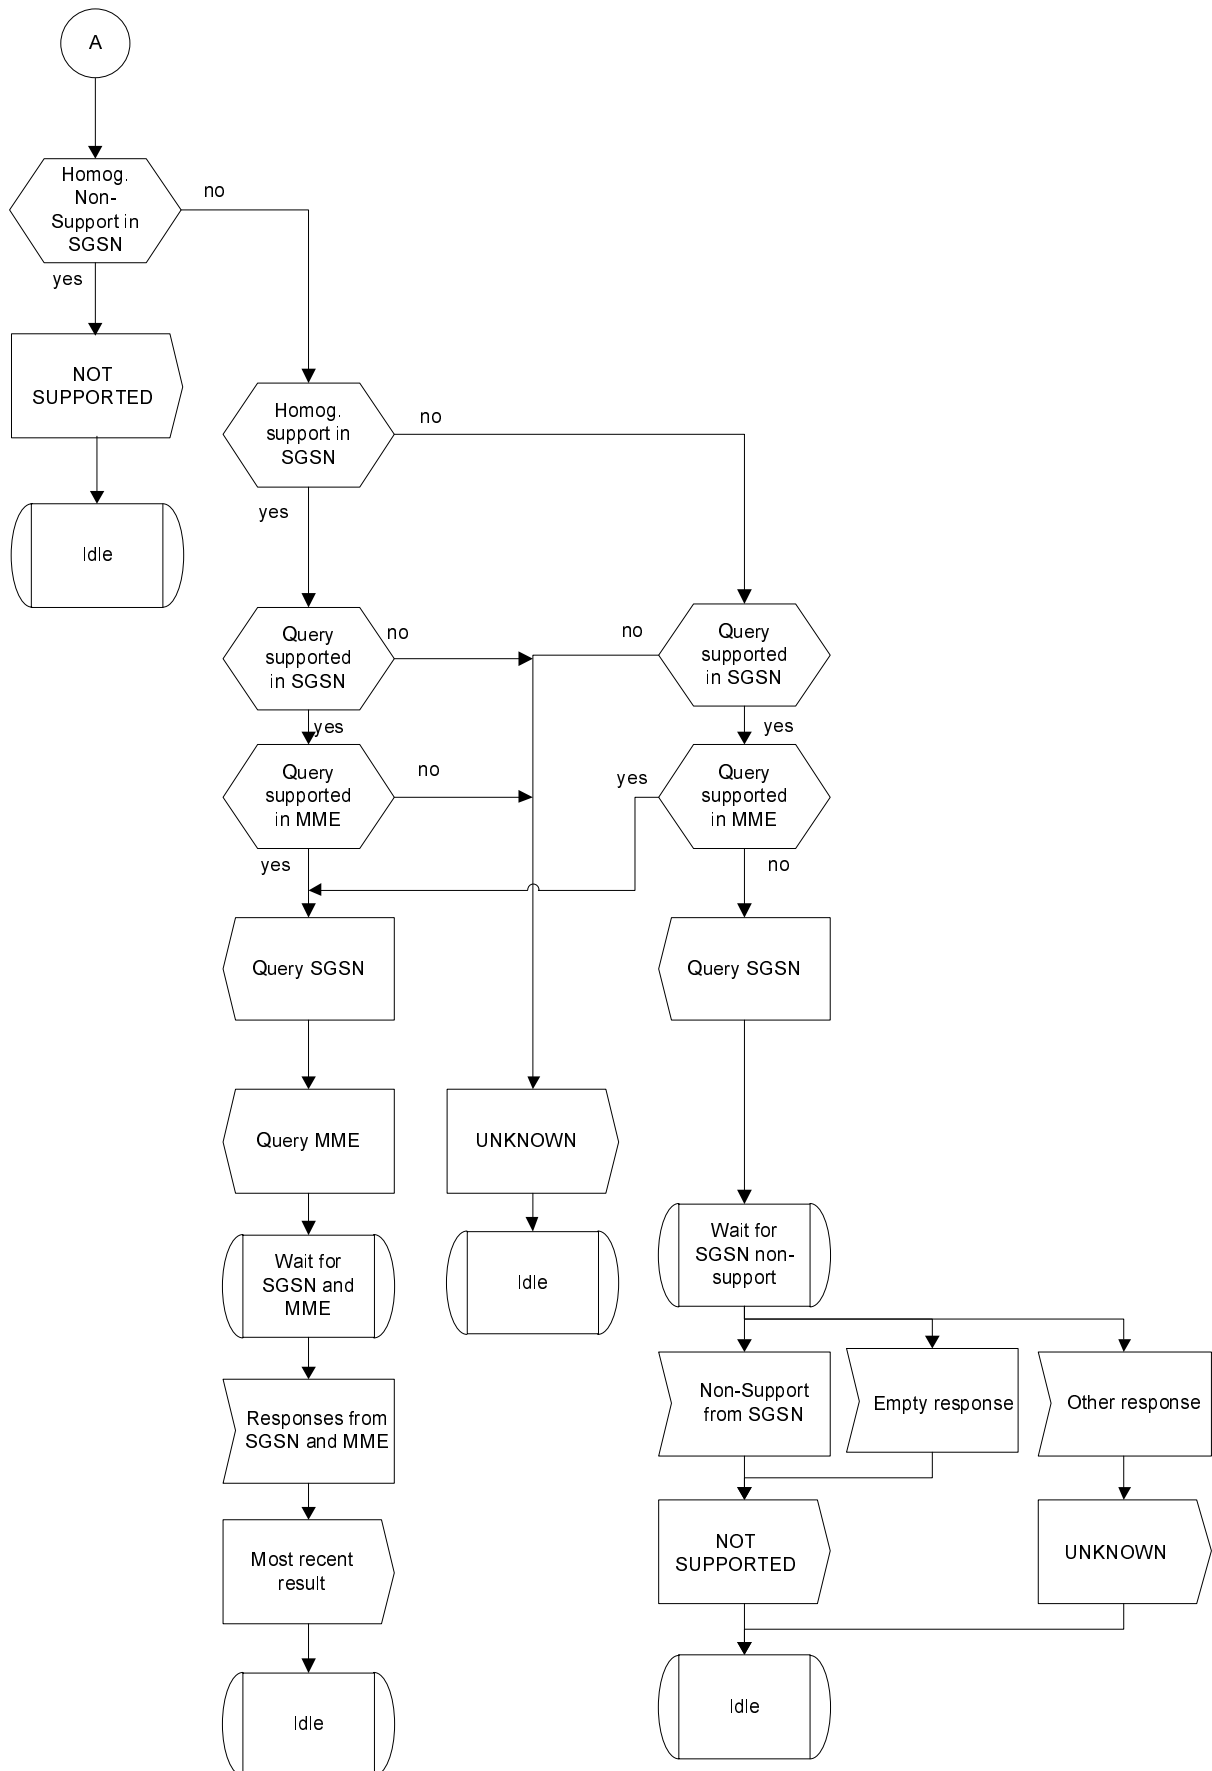 A
Homog.
Non-
Support in
SGSN
no
yes
NOT
SUPPORTED
Idle
Homog.
support in
SGSN
no
yes
Query
supported
in SGSN
no
yes
Query
supported
in SGSN
no
yes
Query
supported
in MME
no
yes
Query
supported
in MME
yes
no
Query SGSN
Query SGSN
Query MME
UNKNOWN
Wait for
SGSN and
MME
Idle
Wait for
SGSN non-
support
Responses from
SGSN and MME
Non-Support
from SGSN
Empty response
Other response
Most recent
result
NOT
SUPPORTED
UNKNOWN
Idle
Idle